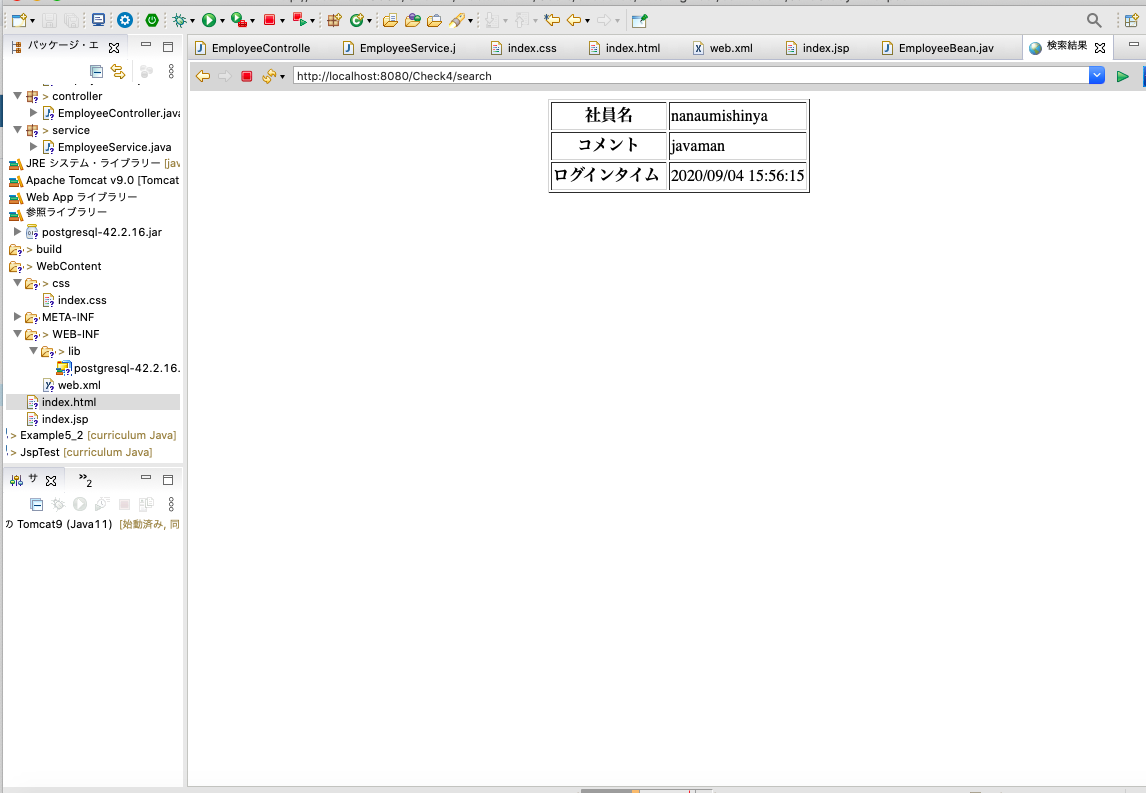 EmployeeControlle
EmployeeService.j
index.css
index.html
web.xml
index.jsp
EmployeeBean.jav
検索結果
http://localhost:8080/Check4/search
パッケージ・エ
> controller
EmployeeController.java
> service
EmployeeService.java
JRE システム・ライブラリー [jav
Apache Tomcat v9.0 [Tomcat
Web App ライブラリー
参照ライブラリー
postgresql-42.2.16.jar
> build
> WebContent
> css
index.css
META-INF
> WEB-INF
> lib
postgresql-42.2.16.
web.xml
index.html
index.jsp
> Example5_2 [curriculum Java]
> JspTest [curriculum Java]
サ
»2
の Tomcat9 (Java11) [始動済み, 同
社員名 nanaumishinya
コメント javaman
ログインタイム 2020/09/04 15:56:15